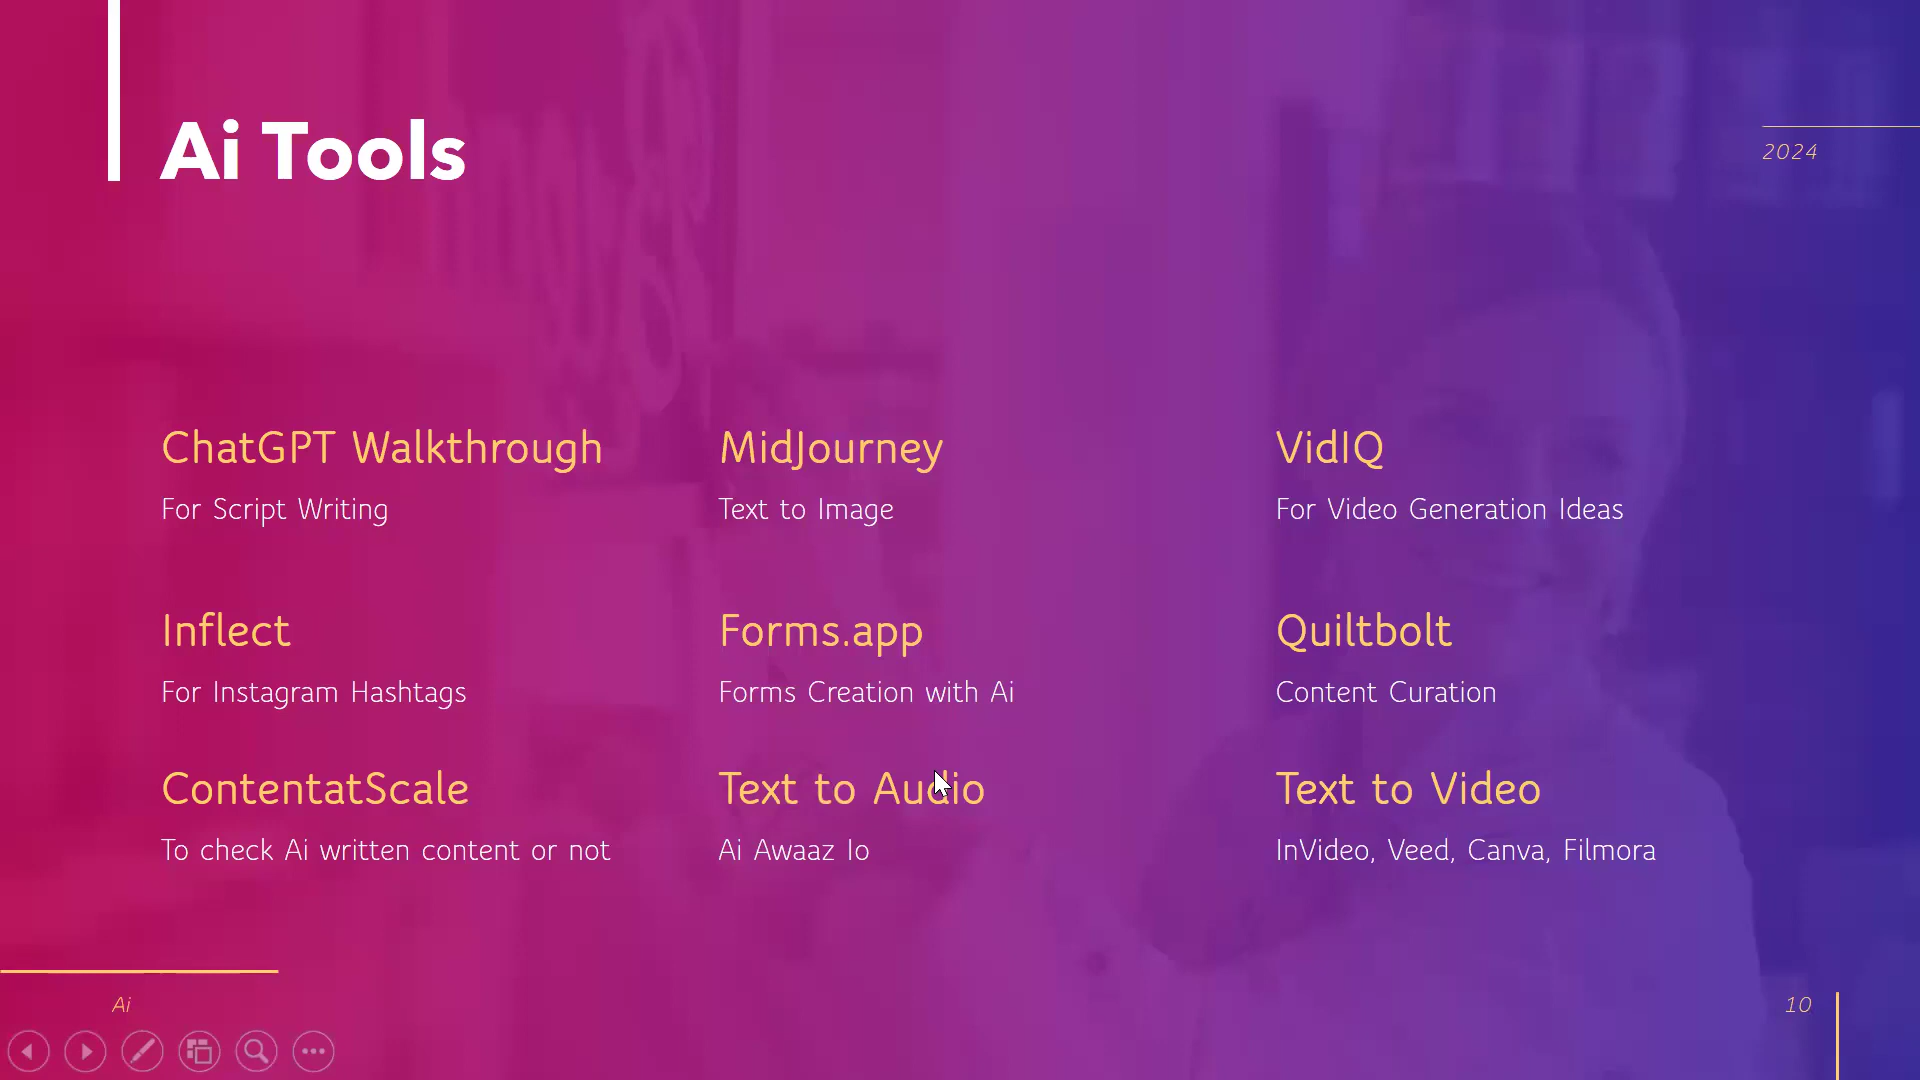 Ai Tools
2024
ChatGPT Walkthrough
For Script Writing
MidJourney
Text to Image
VidIQ
For Video Generation Ideas
Inflect
For Instagram Hashtags
Forms.app
Forms Creation with Ai
Quiltbolt
Content Curation
ContentatScale
To check Ai written content or not
Text to Audio
Ai Awaaz Io
Text to Video
InVideo, Veed, Canva, Filmora
Ai
10